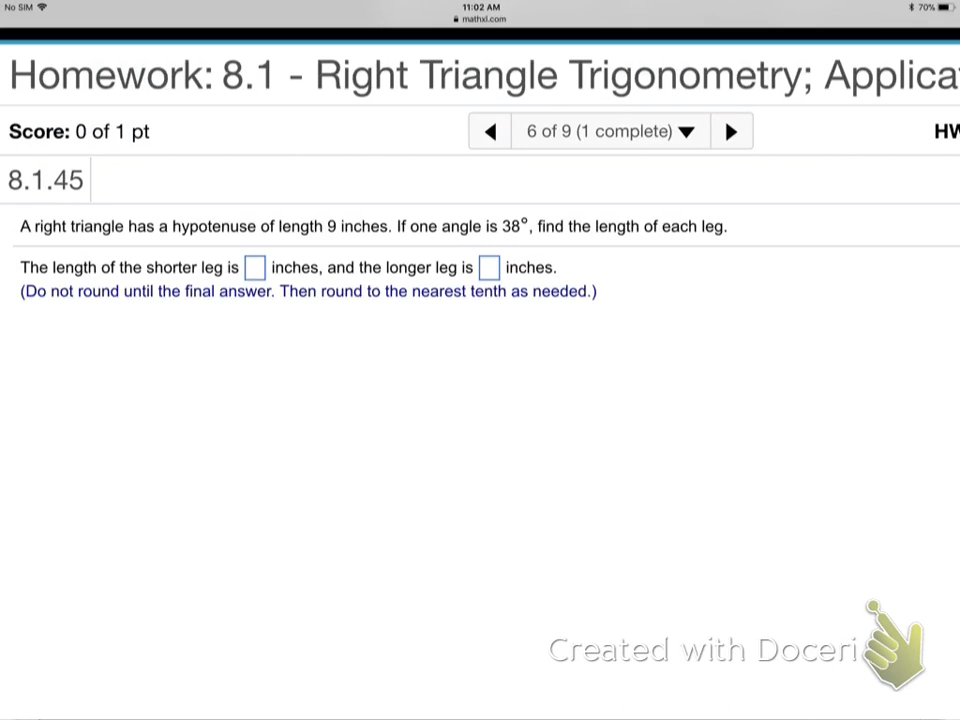 No SIM 11:02 AM 70%
mathxl.com
Homework: 8.1 - Right Triangle Trigonometry; Applica
Score: 0 of 1 pt 6 of 9 (1 complete) HW
8.1.45
A right triangle has a hypotenuse of length 9 inches. If one angle is 38°, find the length of each leg.
The length of the shorter leg is inches, and the longer leg is inches.
(Do not round until the final answer. Then round to the nearest tenth as needed.)
Created with Doceri